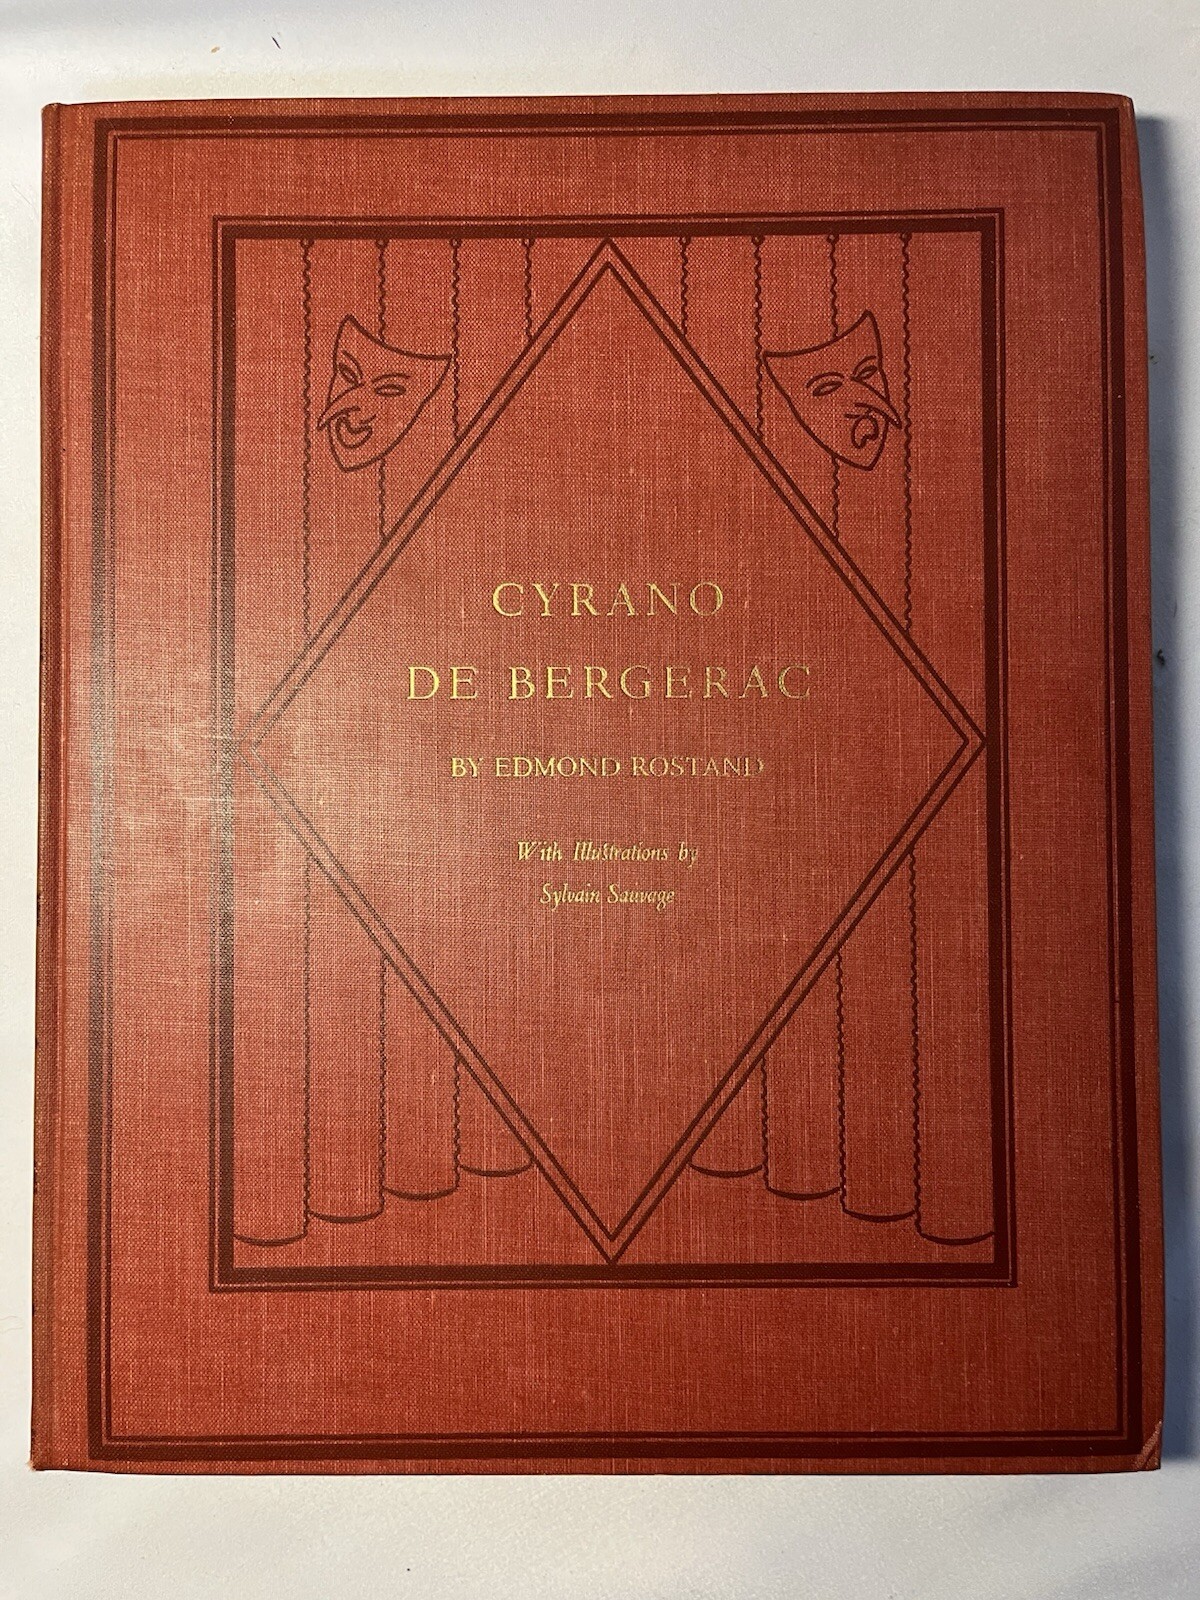 CYRANO
DE BERGERAC
BY EDMOND ROSTAND
With Illustrations by
Sylvain Sauvage